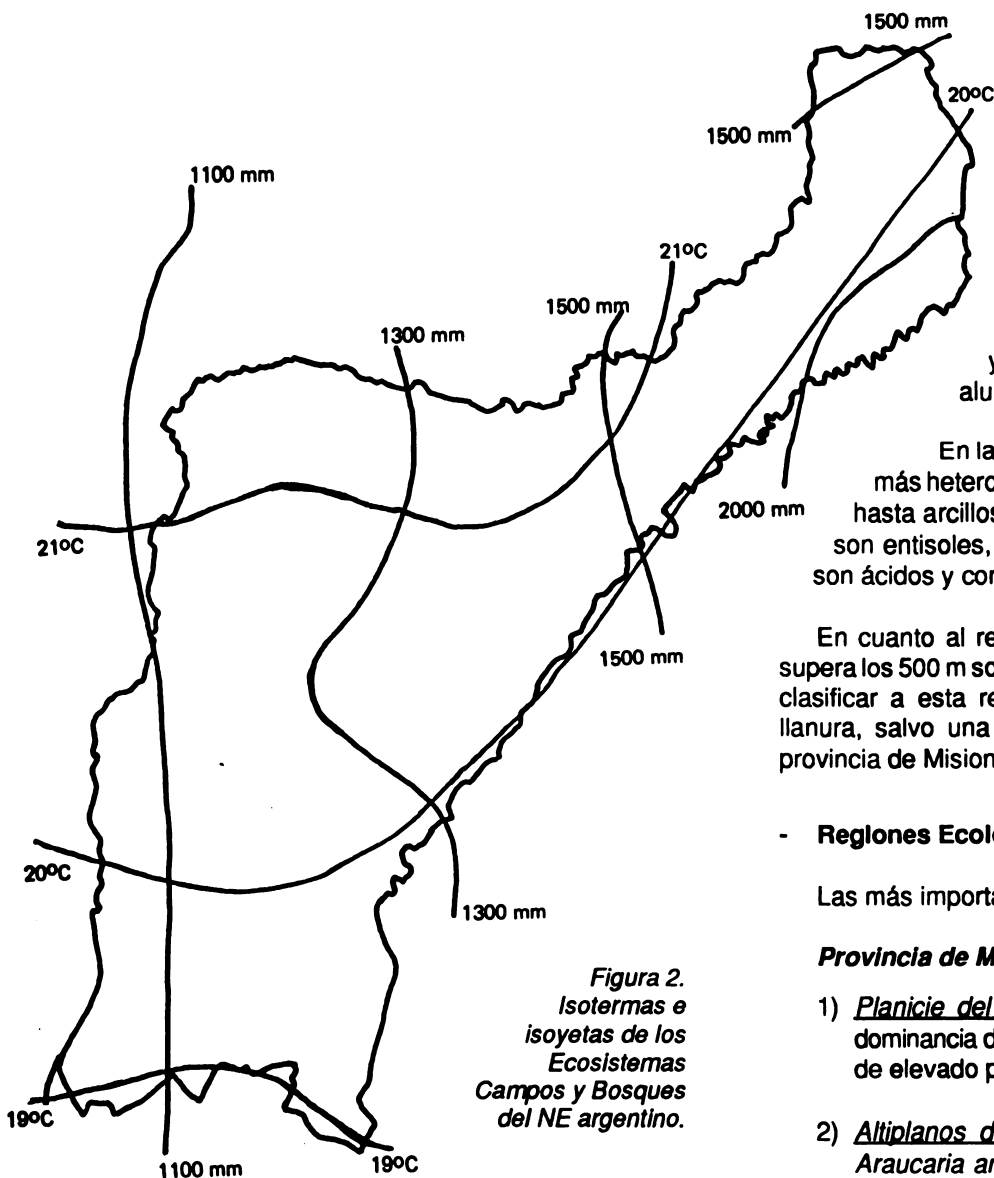 1500 mm
20ºC
1500 mm
1100 mm
21ºC
1500 mm
1300 mm
2000 mm
21ºC
1500 mm
20ºC
1300 mm
19ºC
1100 mm
19ºC
Figura 2.
Isotermas e
isoyetas de los
Ecosistemas
Campos y Bosques
del NE argentino.
y
alu
En la
más hetero
hasta arcillos
son entisoles,
son ácidos y con
En cuanto al re
supera los 500 m so
clasificar a esta re
llanura, salvo una
provincia de Mision
- Regiones Ecol
Las más importa
Provincia de M
1) Planicie del
dominancia d
de elevado p
2) Altiplanos d
Araucaria an